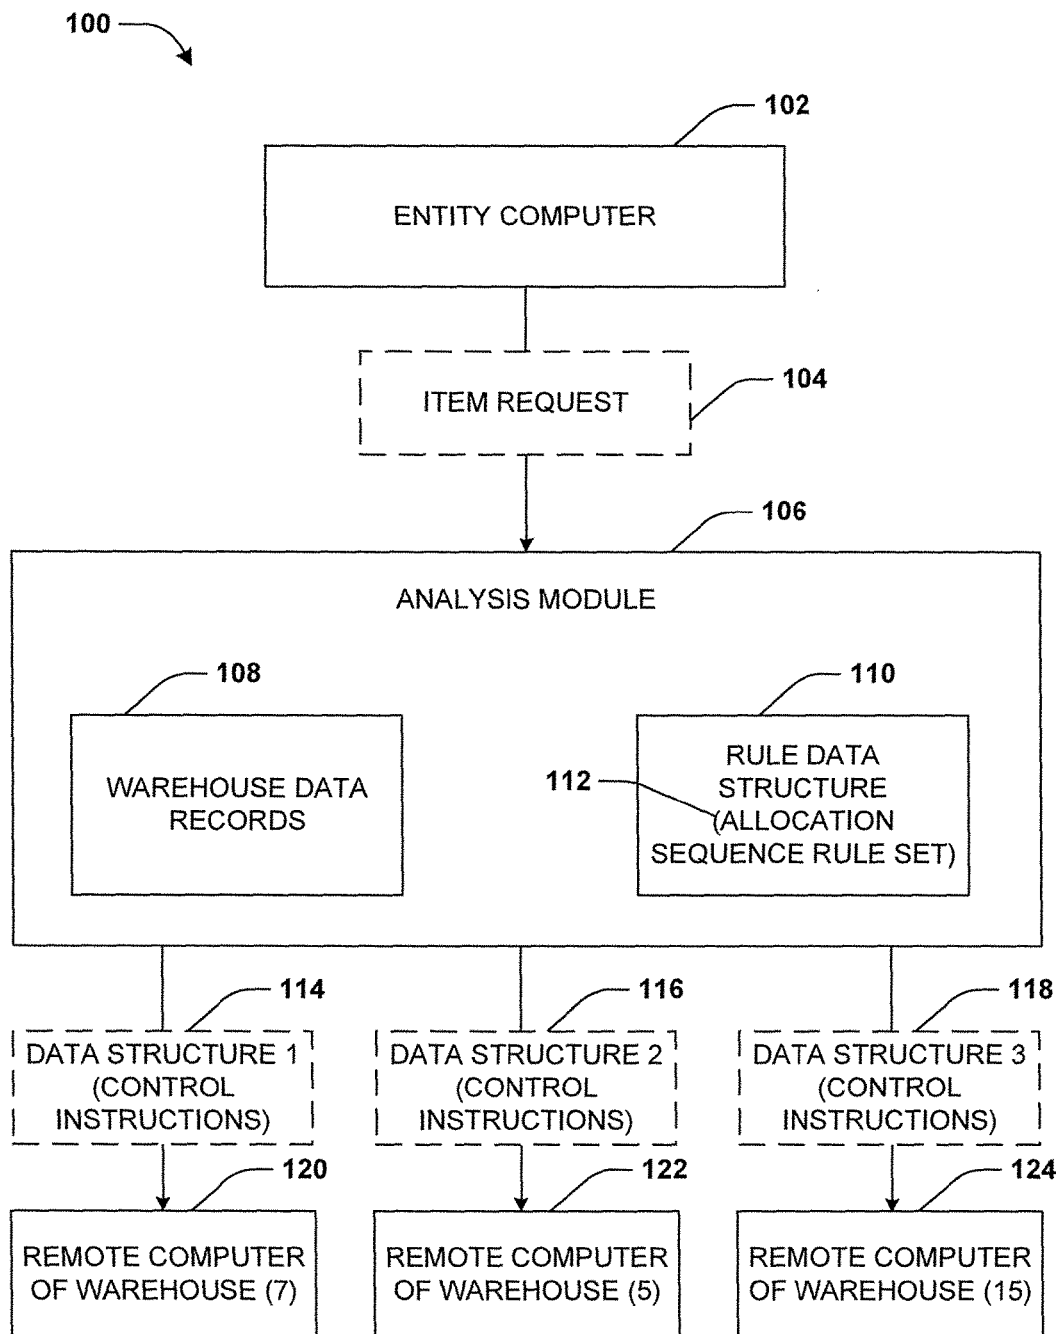 100
102
ENTITY COMPUTER
104
ITEM REQUEST
106
ANALYSIS MODULE
108
WAREHOUSE DATA
RECORDS
110
112
RULE DATA
STRUCTURE
(ALLOCATION
SEQUENCE RULE SET)
114
DATA STRUCTURE 1
(CONTROL
INSTRUCTIONS)
116
DATA STRUCTURE 2
(CONTROL
INSTRUCTIONS)
118
DATA STRUCTURE 3
(CONTROL
INSTRUCTIONS)
120
REMOTE COMPUTER
OF WAREHOUSE (7)
122
REMOTE COMPUTER
OF WAREHOUSE (5)
124
REMOTE COMPUTER
OF WAREHOUSE (15)